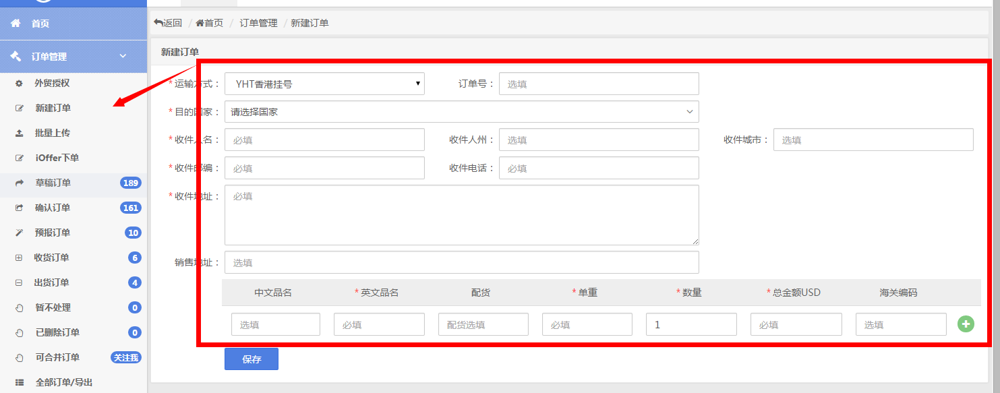 首页
订单管理
外贸授权
新建订单
批量上传
iOffer下单
草稿订单 189
确认订单 161
预报订单 10
收货订单 6
出货订单 4
暂不处理 0
已删除订单 0
可合并订单 关注我
全部订单/导出
返回 / 首页 / 订单管理 / 新建订单
新建订单
*运输方式： YHT香港挂号 订单号： 选填
*目的国家： 请选择国家
*收件人名： 必填 收件人州： 选填 收件城市： 选填
*收件邮编： 必填 收件电话： 必填
*收件地址： 必填
销售地址： 选填
中文品名 *英文品名 配货 *单重 *数量 *总金额USD 海关编码
选填 必填 配货选填 必填 1 必填 选填
保存